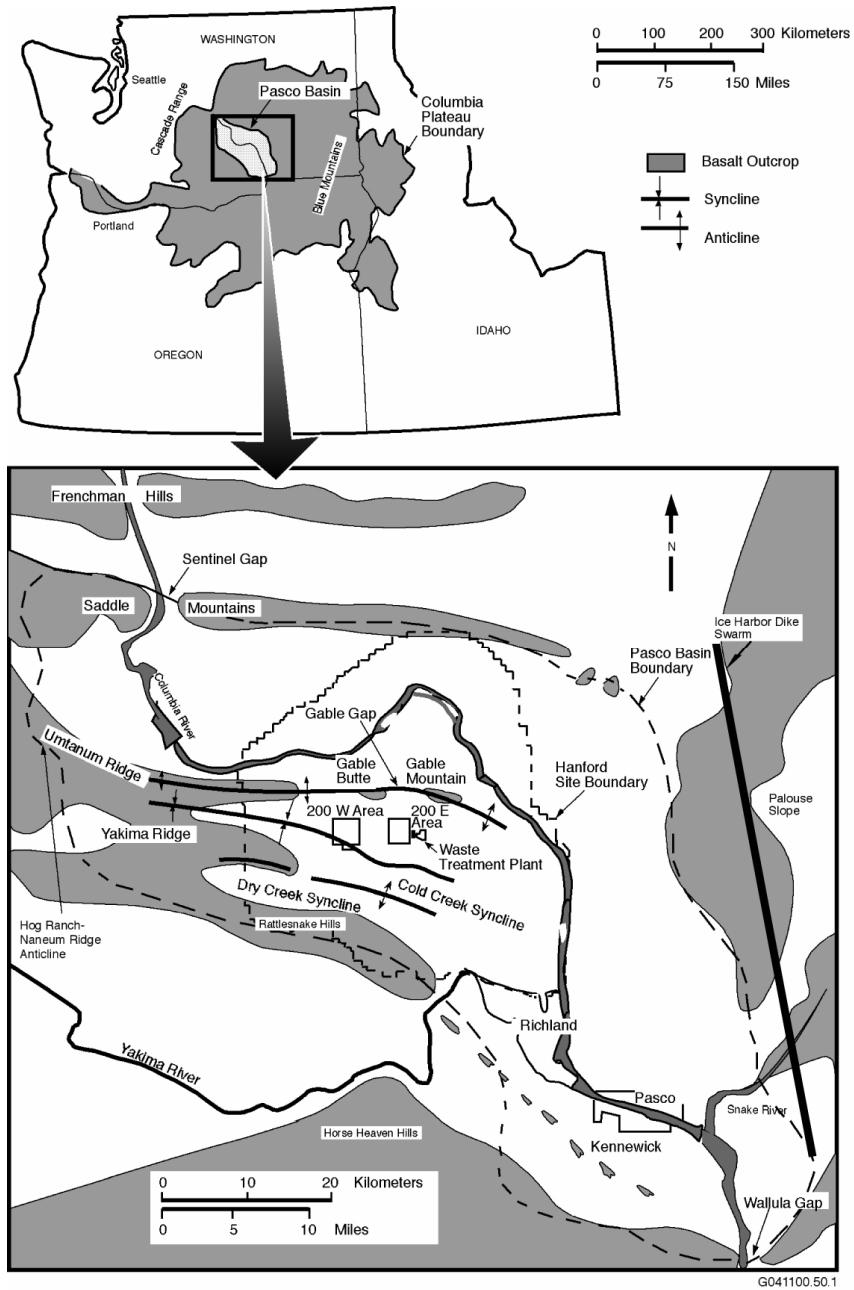 WASHINGTON
Seattle
Cascade Range
Pasco Basin
Columbia
Plateau
Boundary
Blue Mountains
Portland
OREGON
IDAHO
0 100 200 300 Kilometers
0 75 150 Miles
Basalt Outcrop
Syncline
Anticline
Frenchman Hills
Sentinel Gap
N
Saddle Mountains
Ice Harbor Dike
Swarm
Pasco Basin
Boundary
Columbia River
Gable Gap
Umtanum Ridge
Gable
Butte
Gable
Mountain
Hanford
Site Boundary
200 W Area
200 E
Area
Palouse
Slope
Yakima Ridge
Waste
Treatment Plant
Dry Creek Syncline
Cold Creek Syncline
Hog Ranch-
Naneum Ridge
Anticline
Rattlesnake Hills
Richland
Yakima River
Pasco
Snake River
Horse Heaven Hills
Kennewick
0 10 20 Kilometers
0 5 10 Miles
Wallula Gap
G041100.50.1